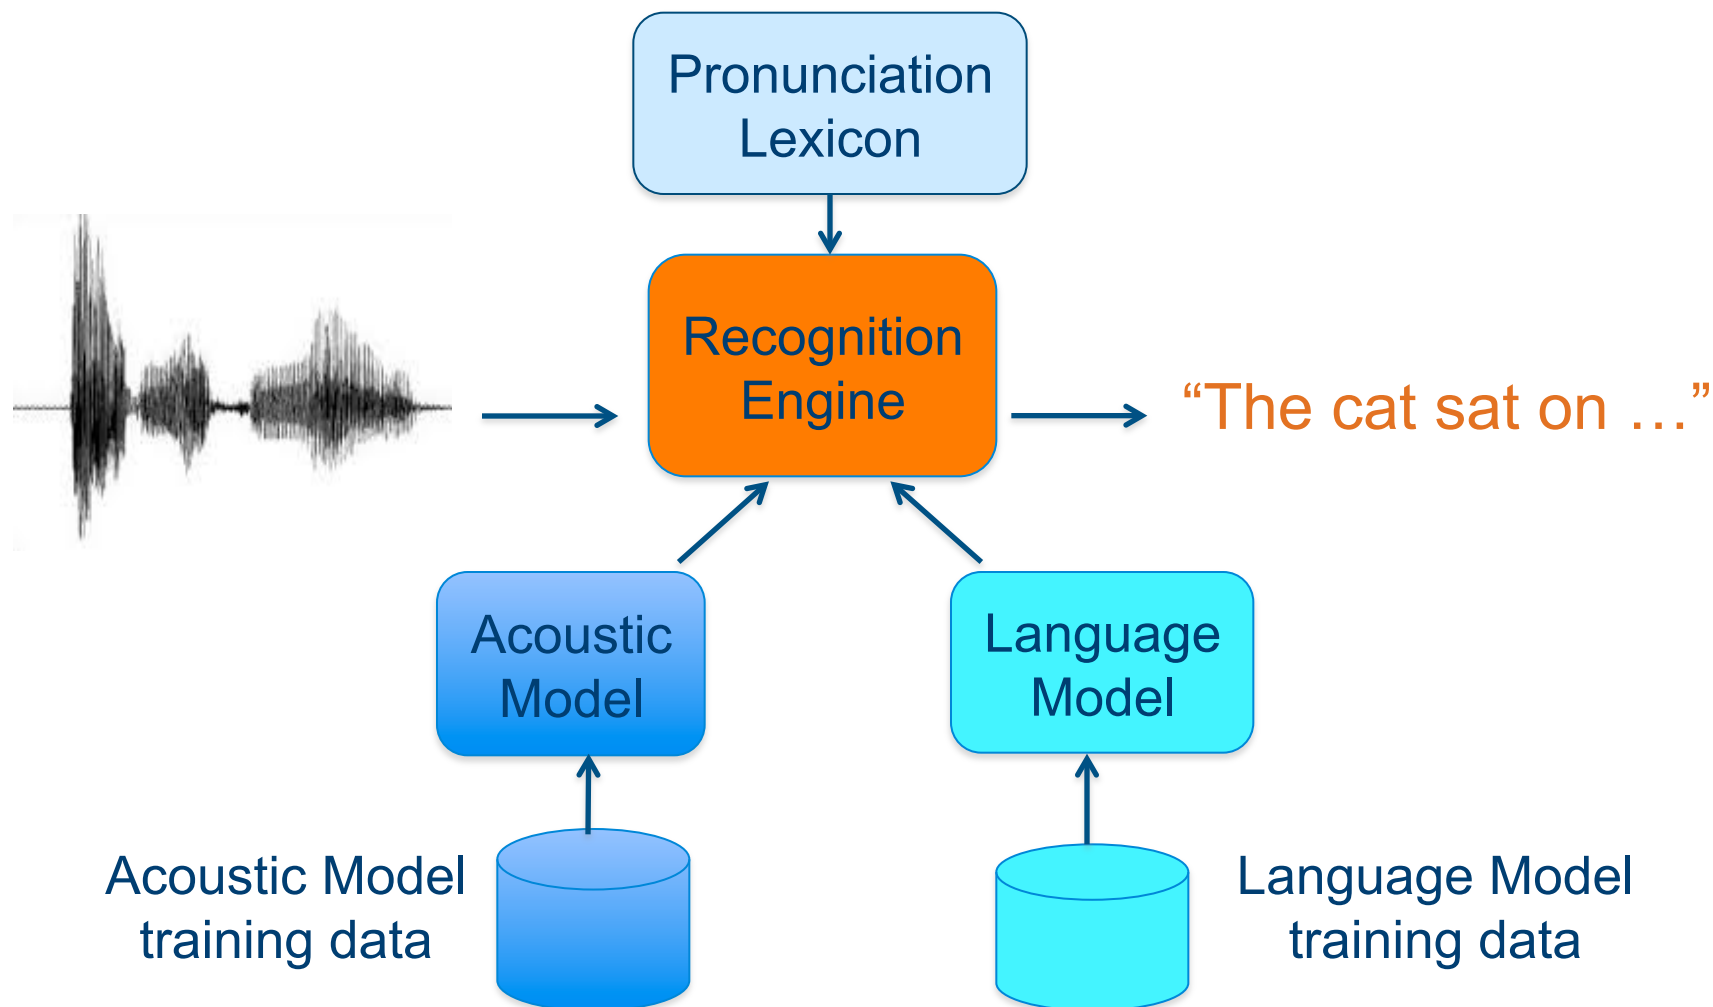 Pronunciation
Lexicon
Recognition
Engine
“The cat sat on …”
Acoustic
Model
Language
Model
Acoustic Model
training data
Language Model
training data